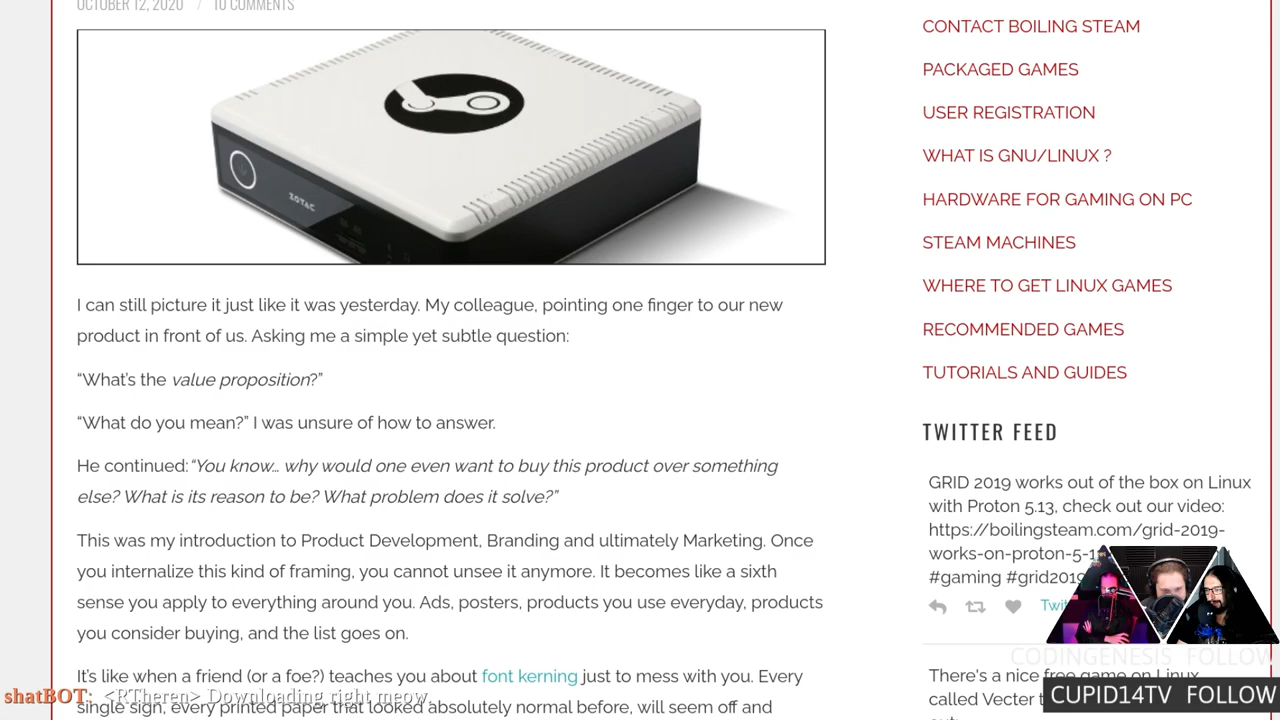 OCTOBER 12, 2020 / 10 COMMENTS
ZOTAC
I can still picture it just like it was yesterday. My colleague, pointing one finger to our new
product in front of us. Asking me a simple yet subtle question:
“What’s the value proposition?”
“What do you mean?” I was unsure of how to answer.
He continued: “You know… why would one even want to buy this product over something
else? What is its reason to be? What problem does it solve?”
This was my introduction to Product Development, Branding and ultimately Marketing. Once
you internalize this kind of framing, you cannot unsee it anymore. It becomes like a sixth
sense you apply to everything around you. Ads, posters, products you use everyday, products
you consider buying, and the list goes on.
It’s like when a friend (or a foe?) teaches you about font kerning just to mess with you. Every
single sign, every printed paper that looked absolutely normal before, will seem off and
shatBOT: <RTheren> Downloading right meow.
CONTACT BOILING STEAM
PACKAGED GAMES
USER REGISTRATION
WHAT IS GNU/LINUX ?
HARDWARE FOR GAMING ON PC
STEAM MACHINES
WHERE TO GET LINUX GAMES
RECOMMENDED GAMES
TUTORIALS AND GUIDES
TWITTER FEED
GRID 2019 works out of the box on Linux
with Proton 5.13, check out our video:
https://boilingsteam.com/grid-2019-
works-on-proton-5-1
#gaming #grid2019
Twit
There's a nice free game on Linux
called Vecter
CODINGENESIS FOLLOW
CUPID14TV FOLLOW